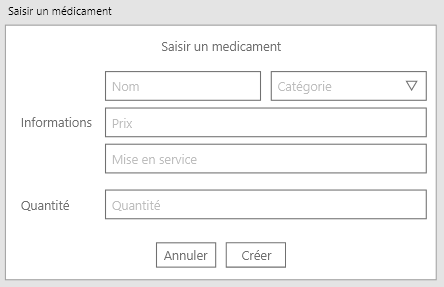 Saisir un médicament
Saisir un medicament
Nom
Catégorie
Informations
Prix
Mise en service
Quantité
Quantité
Annuler
Créer